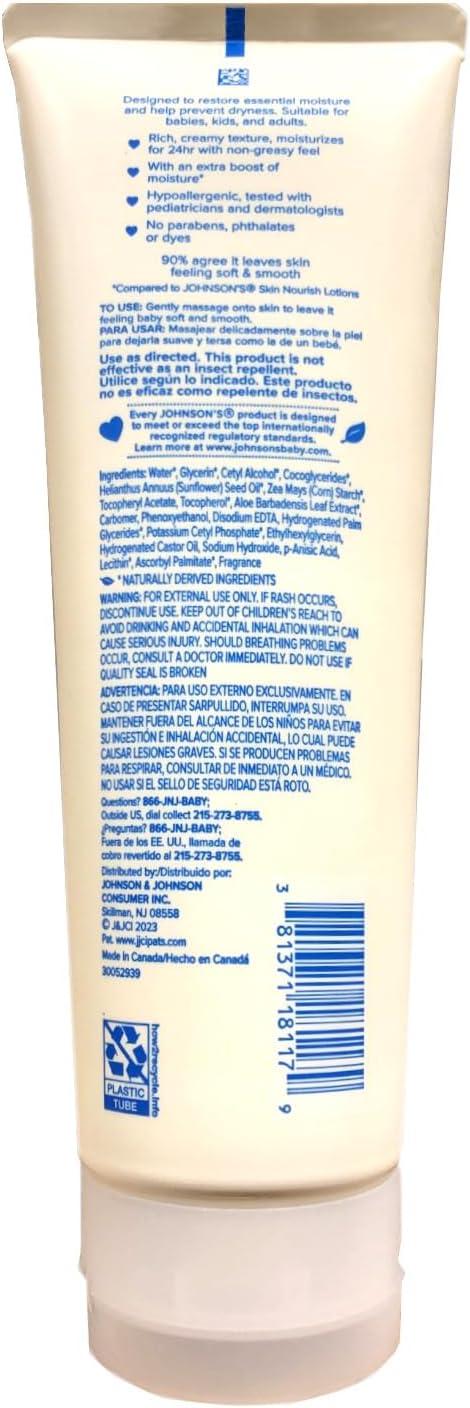 Designed to restore essential moisture
and help prevent dryness. Suitable for
babies, kids, and adults.
Rich, creamy texture, moisturizes
for 24hr with non-greasy feel
With an extra boost of
moisture*
Hypoallergenic, tested with
pediatricians and dermatologists
No parabens, phthalates
or dyes
90% agree it leaves skin
feeling soft & smooth
*Compared to JOHNSON'S® Skin Nourish Lotions
TO USE: Gently massage onto skin to leave it
feeling baby soft and smooth.
PARA USAR: Masajear delicadamente sobre la piel
para dejarla suave y tersa como la de un bebé.
Use as directed. This product is not
effective as an insect repellent.
Utilice según lo indicado. Este producto
no es eficaz como repelente de insectos.
Every JOHNSON'S® product is designed
to meet or exceed the top internationally
recognized regulatory standards.
Learn more at www.johnsonsbaby.com.
Ingredients: Water*, Glycerin*, Cetyl Alcohol*, Cocoglycerides*,
Helianthus Annuus (Sunflower) Seed Oil*, Zea Mays (Corn) Starch*,
Tocopheryl Acetate, Tocopherol*, Aloe Barbadensis Leaf Extract*,
Carbomer, Phenoxyethanol, Disodium EDTA, Hydrogenated Palm
Glycerides*, Potassium Cetyl Phosphate*, Ethylhexylglycerin,
Hydrogenated Castor Oil, Sodium Hydroxide, p-Anisic Acid,
Lecithin*, Ascorbyl Palmitate*, Fragrance
*NATURALLY DERIVED INGREDIENTS
WARNING: FOR EXTERNAL USE ONLY. IF RASH OCCURS,
DISCONTINUE USE. KEEP OUT OF CHILDREN'S REACH TO
AVOID DRINKING AND ACCIDENTAL INHALATION WHICH CAN
CAUSE SERIOUS INJURY. SHOULD BREATHING PROBLEMS
OCCUR, CONSULT A DOCTOR IMMEDIATELY. DO NOT USE IF
QUALITY SEAL IS BROKEN
ADVERTENCIA: PARA USO EXTERNO EXCLUSIVAMENTE. EN
CASO DE PRESENTAR SARPULLIDO, INTERRUMPA SU USO.
MANTENER FUERA DEL ALCANCE DE LOS NIÑOS PARA EVITAR
SU INGESTIÓN E INHALACIÓN ACCIDENTAL, LO CUAL PUEDE
CAUSAR LESIONES GRAVES. SI SE PRODUCEN PROBLEMAS
PARA RESPIRAR, CONSULTAR DE INMEDIATO A UN MÉDICO.
NO USAR SI EL SELLO DE SEGURIDAD ESTÁ ROTO.
Questions? 866-JNJ-BABY;
Outside US, dial collect 215-273-8755.
¿Preguntas? 866-JNJ-BABY;
Fuera de los EE. UU., llamada de
cobro revertido al 215-273-8755.
Distributed by:/Distribuido por:
JOHNSON & JOHNSON
CONSUMER INC.
Skillman, NJ 08558
© J&JCI 2023
Pat. www.jjcipats.com
Made in Canada/Hecho en Canadá
30052939
3 81371 18117 9
how2recycle.info
PLASTIC
TUBE